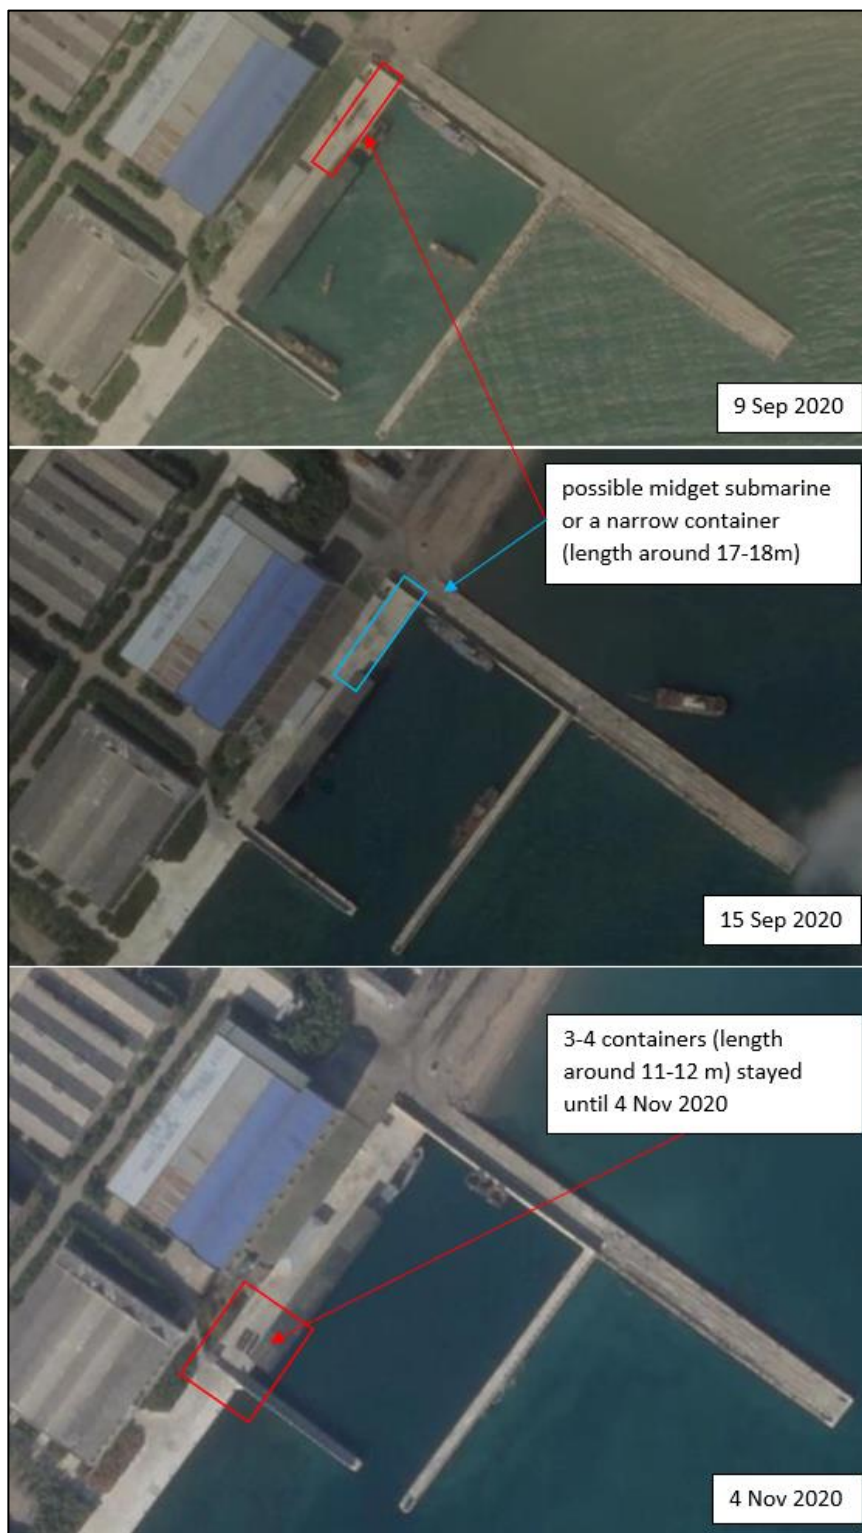 9 Sep 2020
possible midget submarine
or a narrow container
(length around 17-18m)
15 Sep 2020
3-4 containers (length
around 11-12 m) stayed
until 4 Nov 2020
4 Nov 2020